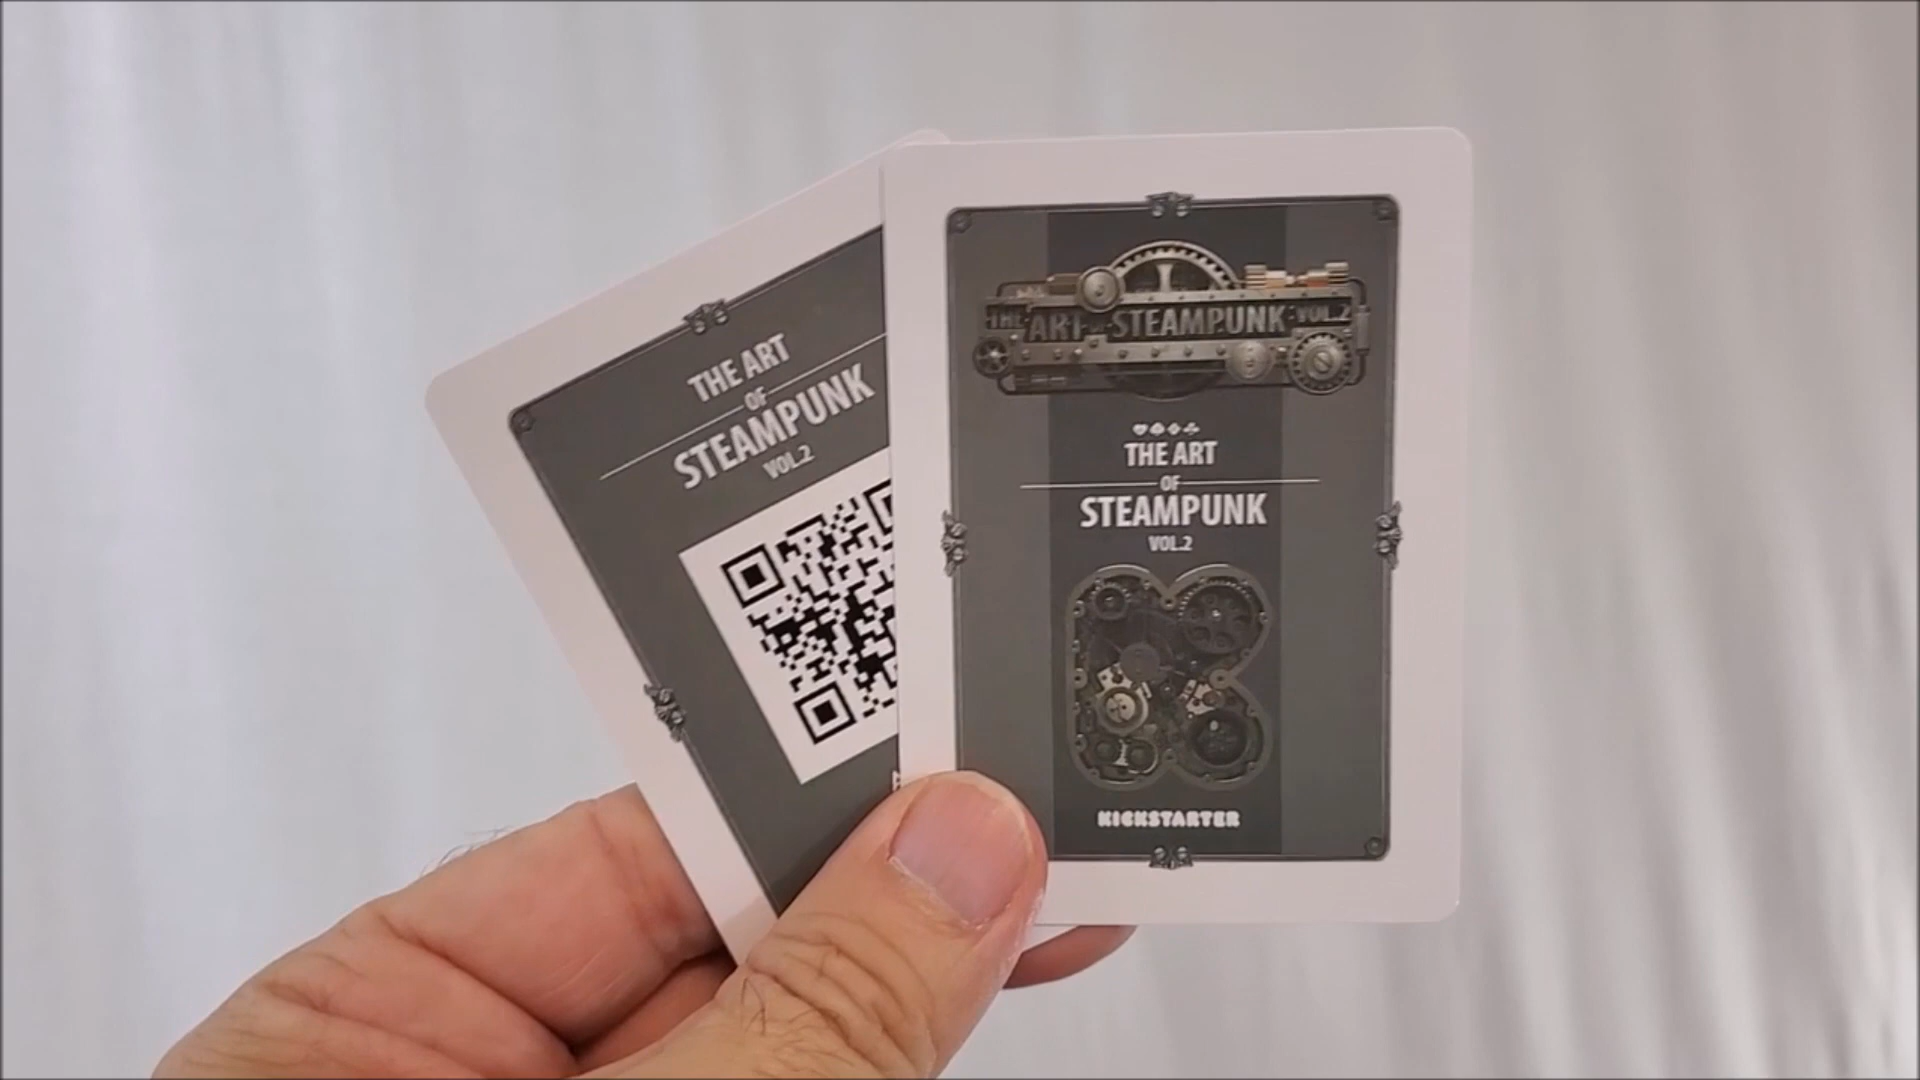 THE ART
OF
STEAMPUNK
VOL.2
THE ART OF STEAMPUNK VOL.2
THE ART
OF
STEAMPUNK
VOL.2
KICKSTARTER